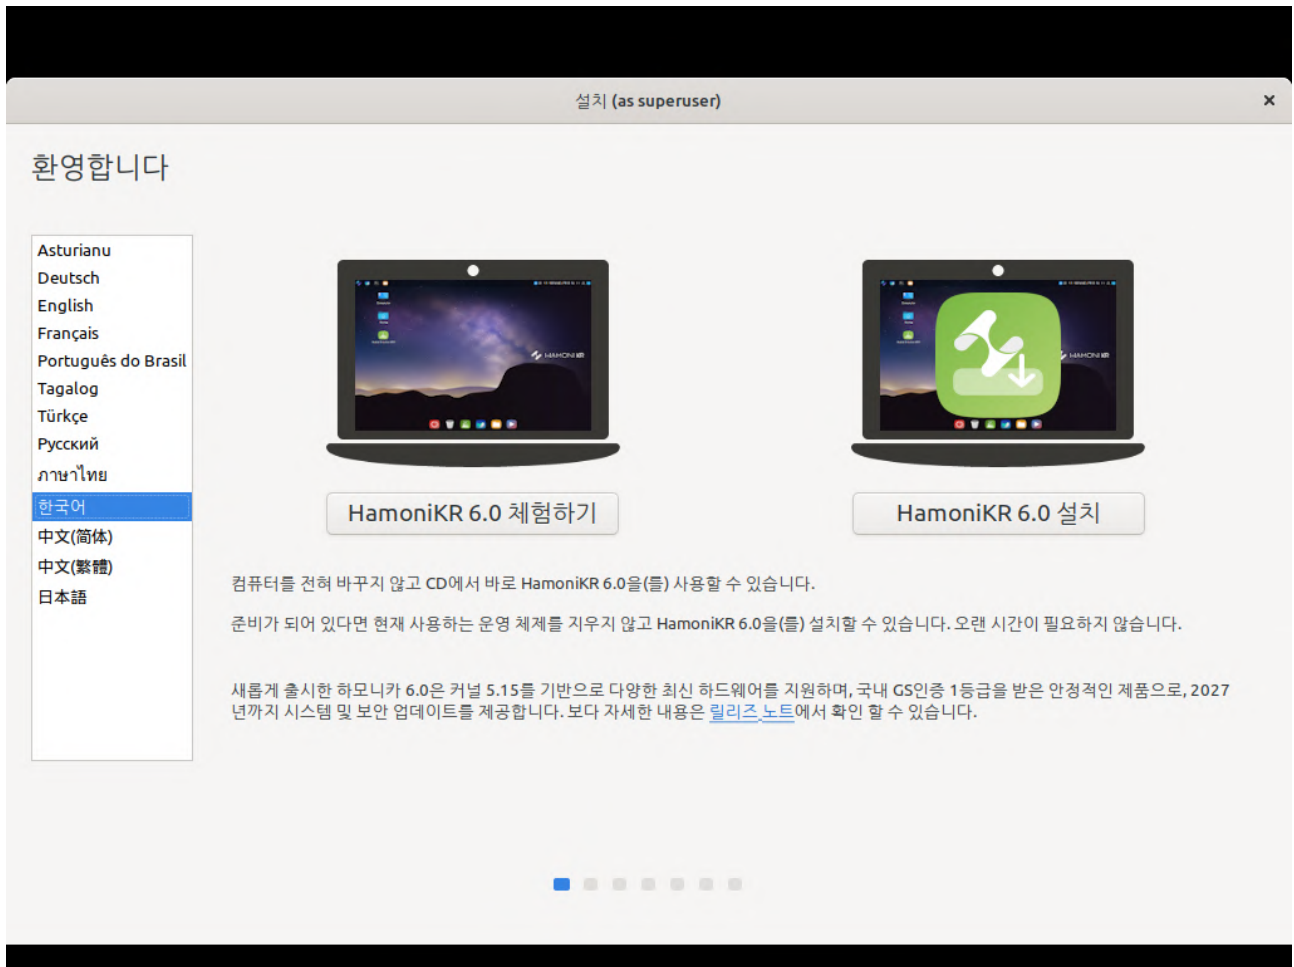 설치 (as superuser)
환영합니다
Asturianu
Deutsch
English
Français
Português do Brasil
Tagalog
Türkçe
Русский
ภาษาไทย
한국어
中文(简体)
中文(繁體)
日本語
HAMONI KR
HAMONI KR
HamoniKR 6.0 체험하기
HamoniKR 6.0 설치
컴퓨터를 전혀 바꾸지 않고 CD에서 바로 HamoniKR 6.0을(를) 사용할 수 있습니다.
준비가 되어 있다면 현재 사용하는 운영 체제를 지우지 않고 HamoniKR 6.0을(를) 설치할 수 있습니다. 오랜 시간이 필요하지 않습니다.
새롭게 출시한 하모니카 6.0은 커널 5.15를 기반으로 다양한 최신 하드웨어를 지원하며, 국내 GS인증 1등급을 받은 안정적인 제품으로, 2027
년까지 시스템 및 보안 업데이트를 제공합니다. 보다 자세한 내용은 릴리즈 노트에서 확인 할 수 있습니다.